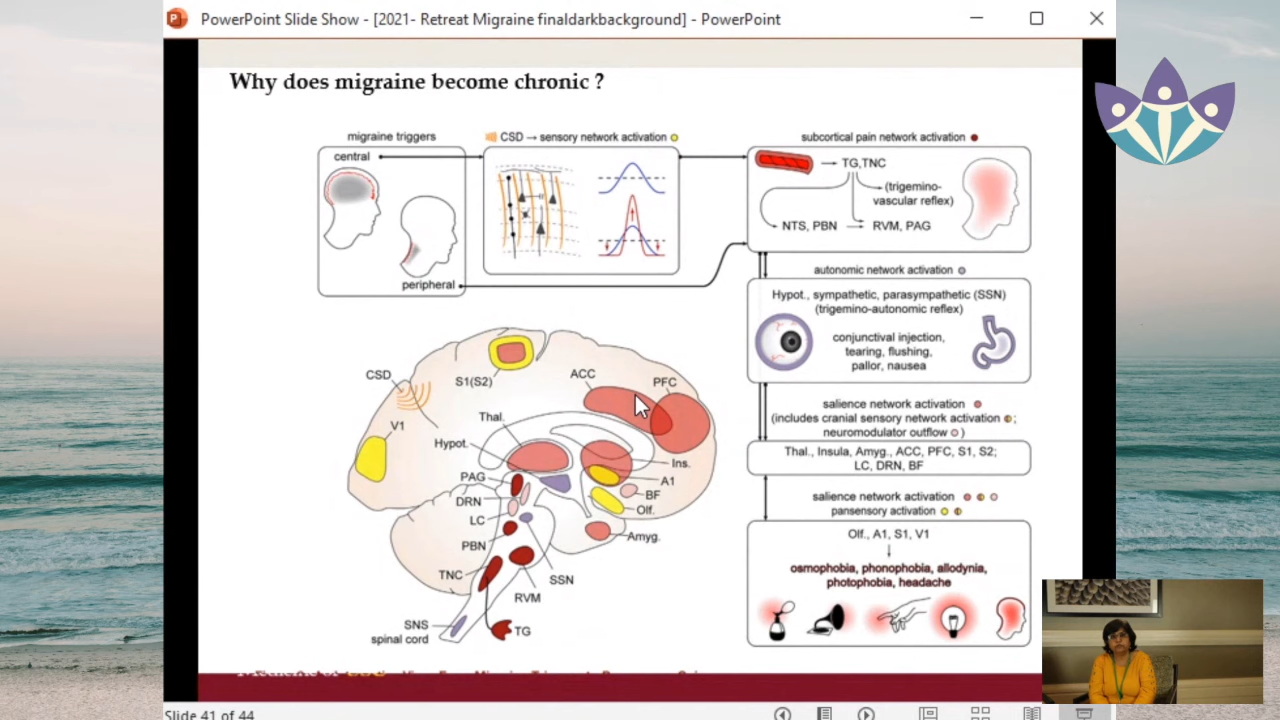 PowerPoint Slide Show - [2021- Retreat Migraine finaldarkbackground] - PowerPoint
Why does migraine become chronic ?
migraine triggers
central
peripheral
CSD → sensory network activation
subcortical pain network activation
→ TG,TNC
(trigemino-
vascular reflex)
NTS, PBN → RVM, PAG
autonomic network activation
Hypot., sympathetic, parasympathetic (SSN)
(trigemino-autonomic reflex)
conjunctival injection,
tearing, flushing,
pallor, nausea
salience network activation
(includes cranial sensory network activation ;
neuromodulator outflow )
Thal., Insula, Amyg., ACC, PFC, S1, S2;
LC, DRN, BF
salience network activation
pansensory activation
Olf., A1, S1, V1
osmophobia, phonophobia, allodynia,
photophobia, headache
CSD
S1(S2)
ACC
PFC
V1
Thal.
Hypot.
PAG
DRN
LC
PBN
TNC
SNS
spinal cord
TG
RVM
SSN
Amyg.
Olf.
BF
A1
Ins.
Slide 41 of 44